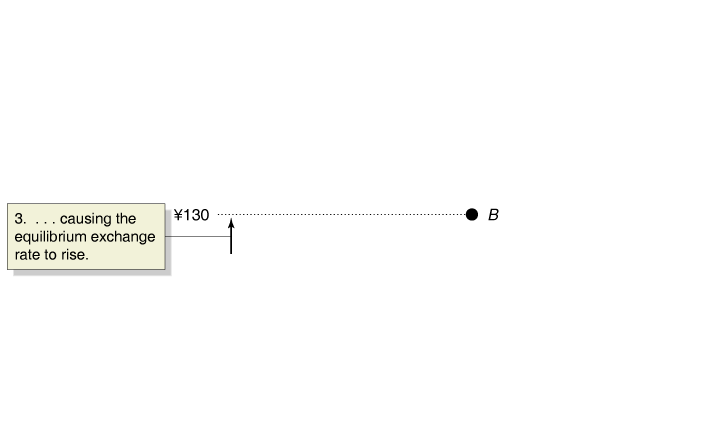 3.  . . . causing the
equilibrium exchange
rate to rise.
¥130
B